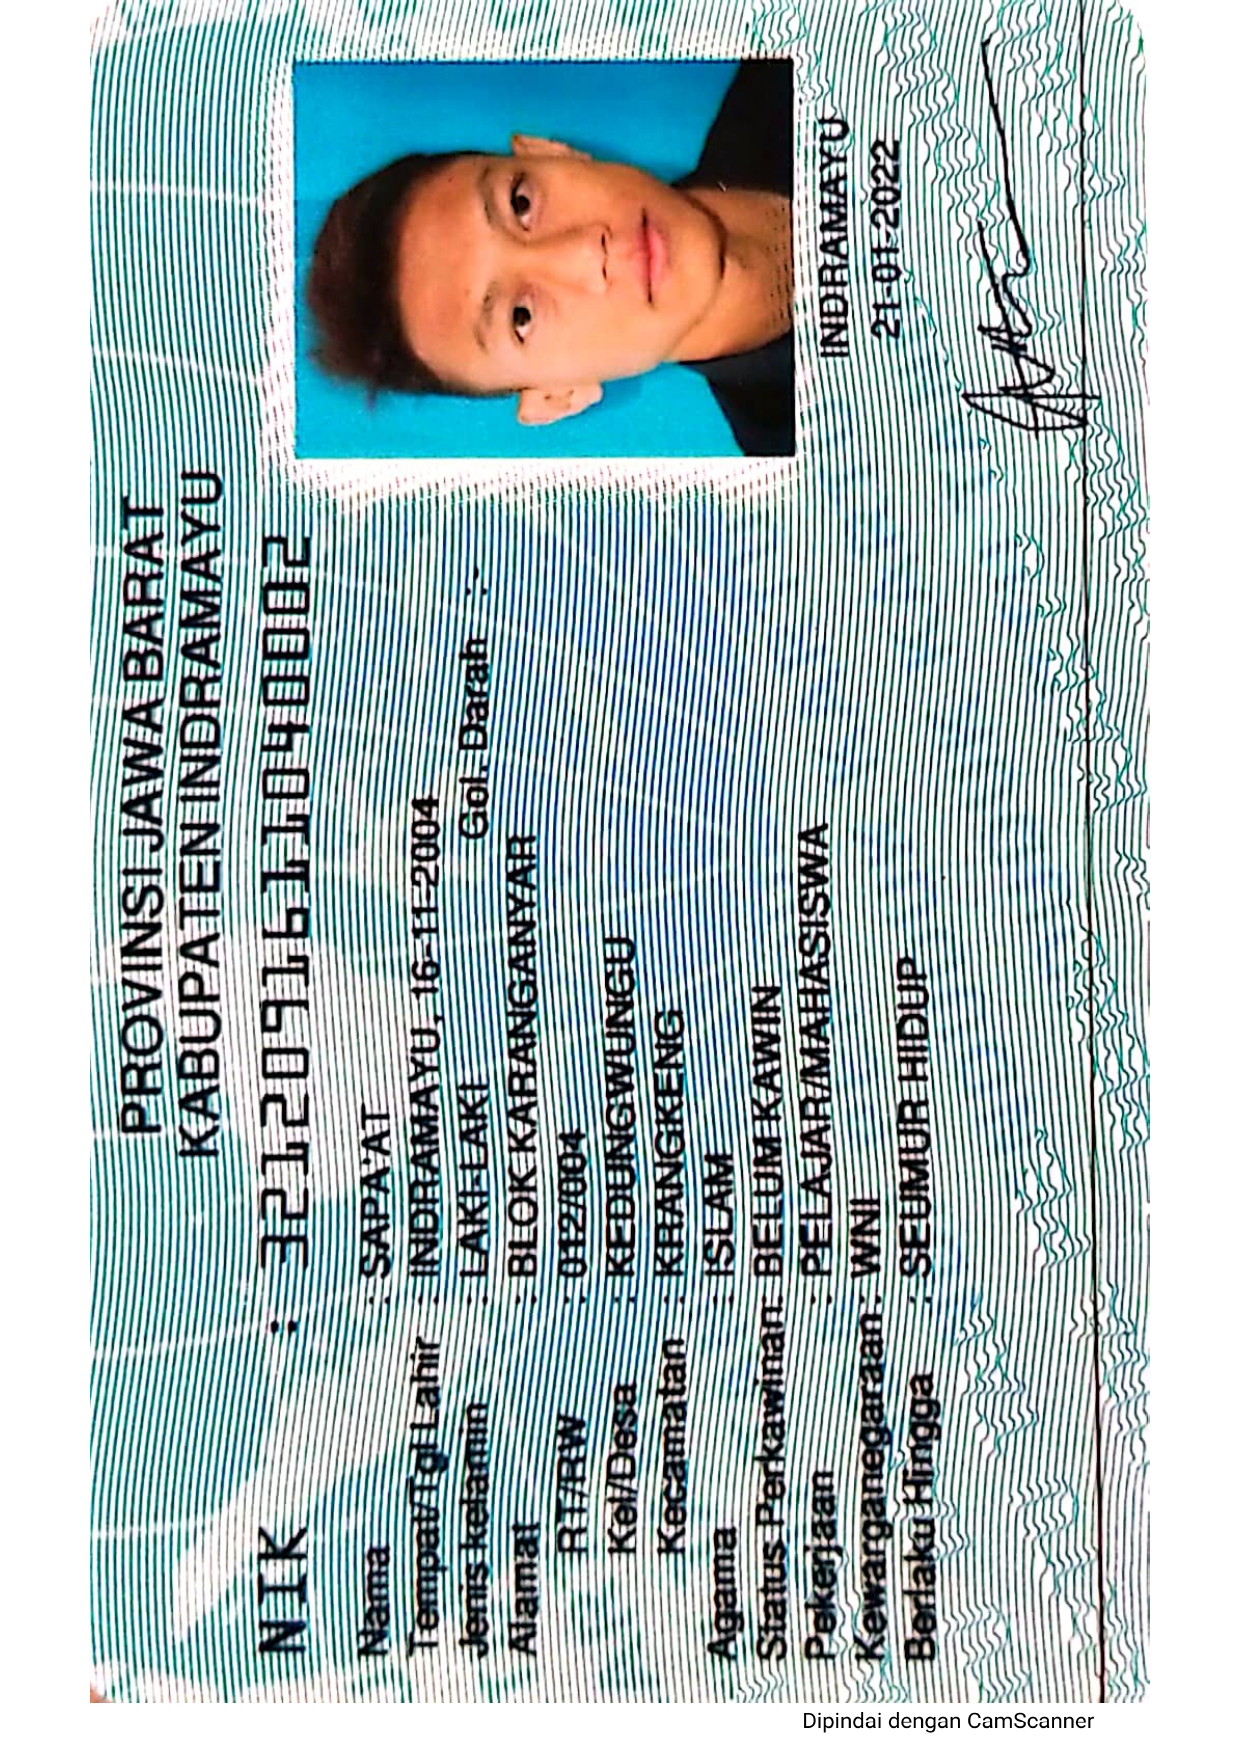 PROVINSI JAWA BARAT
KABUPATEN INDRAMAYU
NIK : 3212091611040002
Nama : SAPA'AT
Tempat/Tgl Lahir : INDRAMAYU, 16-11-2004
Jenis kelamin : LAKI-LAKI Gol. Darah :-
Alamat : BLOK KARANGANYAR
RT/RW : 012/004
Kel/Desa : KEDUNGWUNGU
Kecamatan : KRANGKENG
Agama : ISLAM
Status Perkawinan: BELUM KAWIN
Pekerjaan : PELAJAR/MAHASISWA
Kewarganegaraan : WNI
Berlaku Hingga : SEUMUR HIDUP
INDRAMAYU
21-01-2022
Dipindai dengan CamScanner